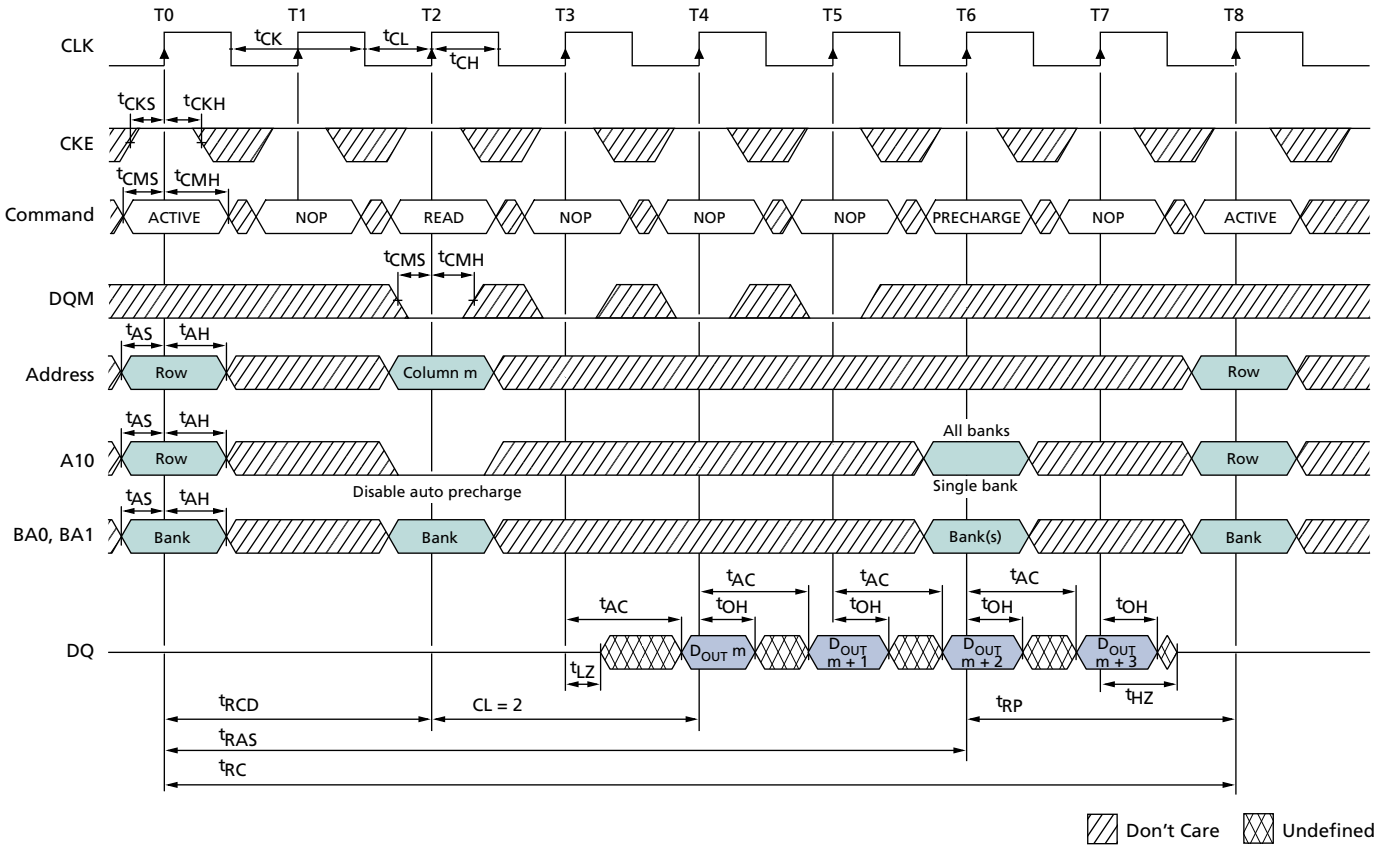 T0 T1 T2 T3 T4 T5 T6 T7 T8
CLK
tCK tCL
tCH
tCKS tCKH
CKE
tCMS tCMH
Command ACTIVE NOP READ NOP NOP NOP PRECHARGE NOP ACTIVE
tCMS tCMH
DQM
tAS tAH
Address Row Column m Row
tAS tAH
All banks
A10 Row Row
Disable auto precharge Single bank
tAS tAH
BA0, BA1 Bank Bank Bank(s) Bank
tAC tAC tAC
tAC tOH tOH tOH tOH
DQ DOUT m DOUT m + 1 DOUT m + 2 DOUT m + 3
tLZ
tHZ
tRCD CL = 2 tRP
tRAS
tRC
Don't Care Undefined